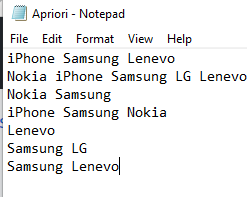 Apriori - Notepad
File Edit Format View Help
iPhone Samsung Lenevo
Nokia iPhone Samsung LG Lenevo
Nokia Samsung
iPhone Samsung Nokia
Lenevo
Samsung LG
Samsung Lenevo